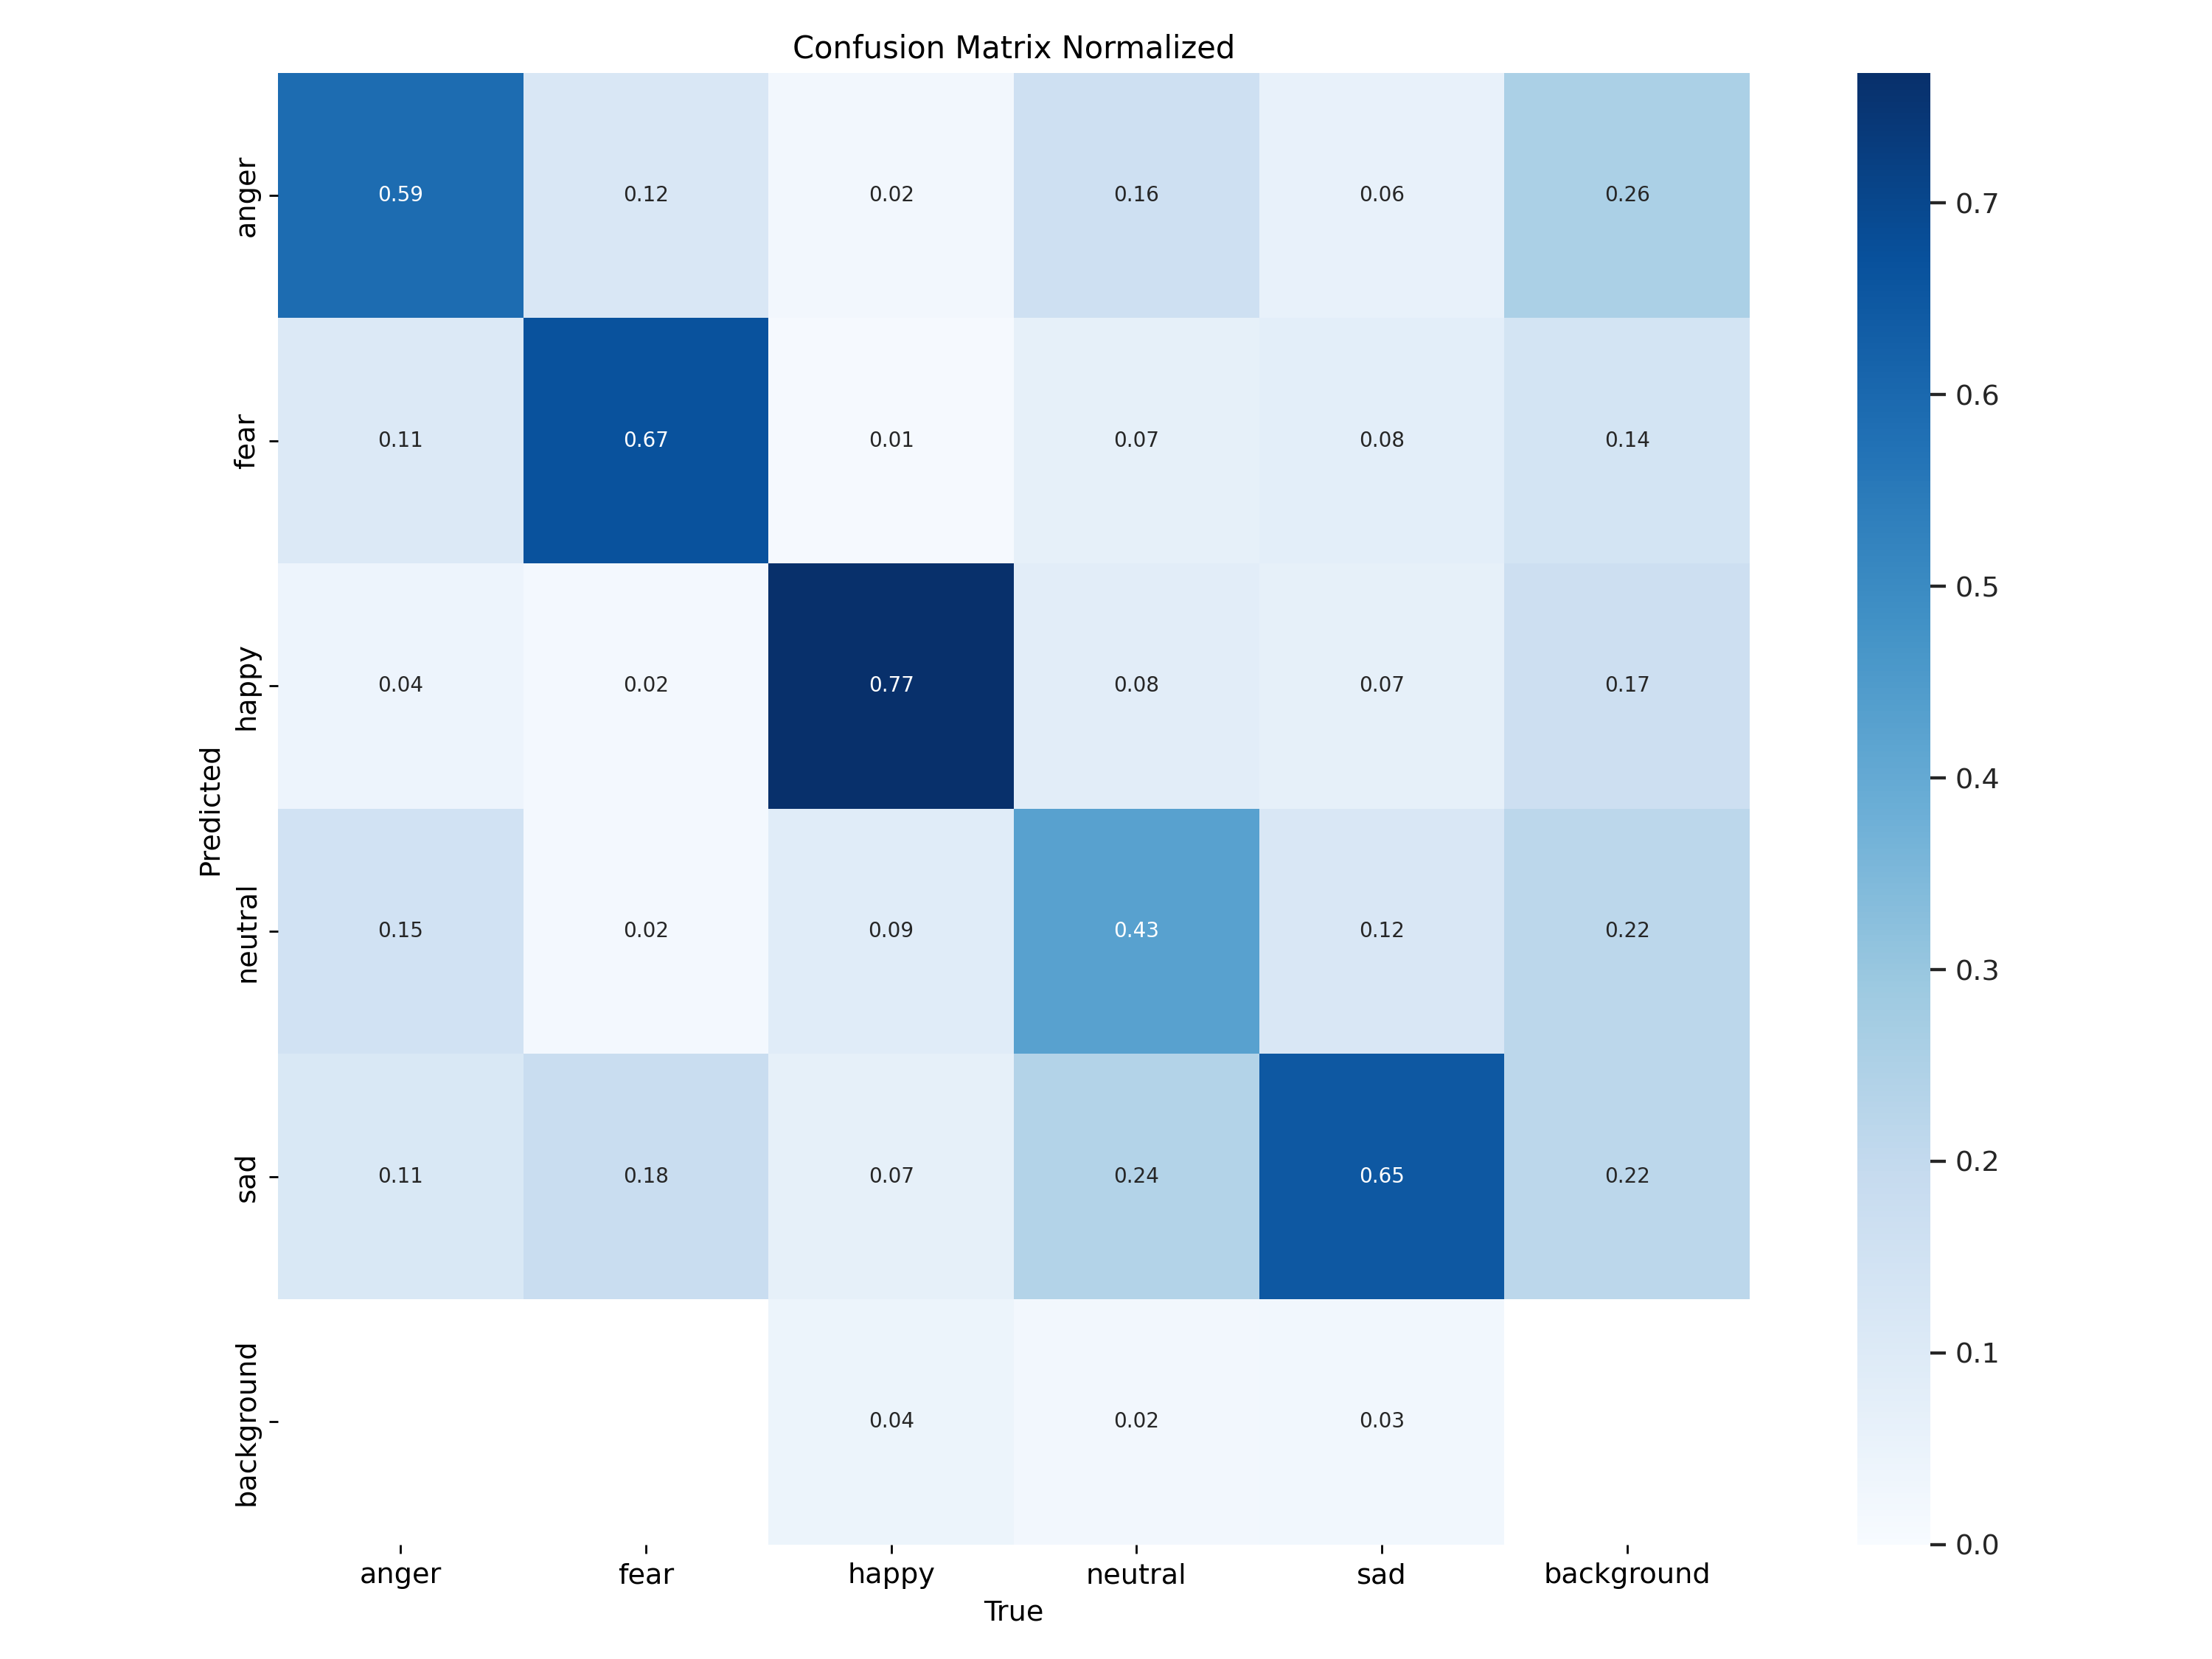 Confusion Matrix Normalized
anger 0.59 0.12 0.02 0.16 0.06 0.26
fear 0.11 0.67 0.01 0.07 0.08 0.14
happy 0.04 0.02 0.77 0.08 0.07 0.17
neutral 0.15 0.02 0.09 0.43 0.12 0.22
sad 0.11 0.18 0.07 0.24 0.65 0.22
background 0.04 0.02 0.03
Predicted
anger fear happy neutral sad background
True
0.7
0.6
0.5
0.4
0.3
0.2
0.1
0.0